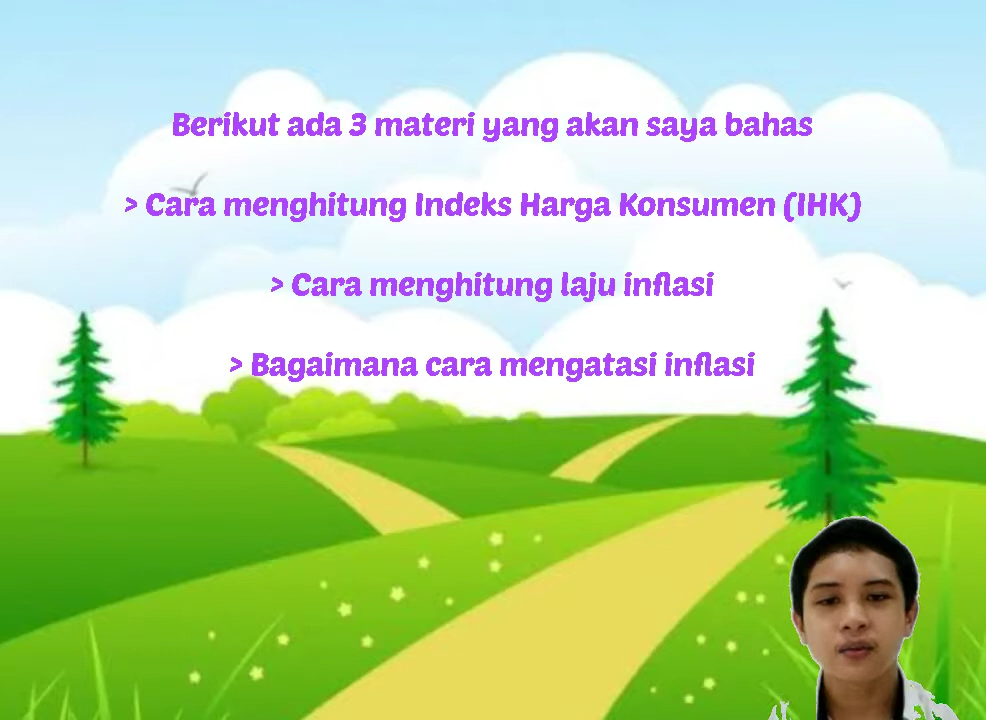 Berikut ada 3 materi yang akan saya bahas
> Cara menghitung Indeks Harga Konsumen (IHK)
> Cara menghitung laju inflasi
> Bagaimana cara mengatasi inflasi